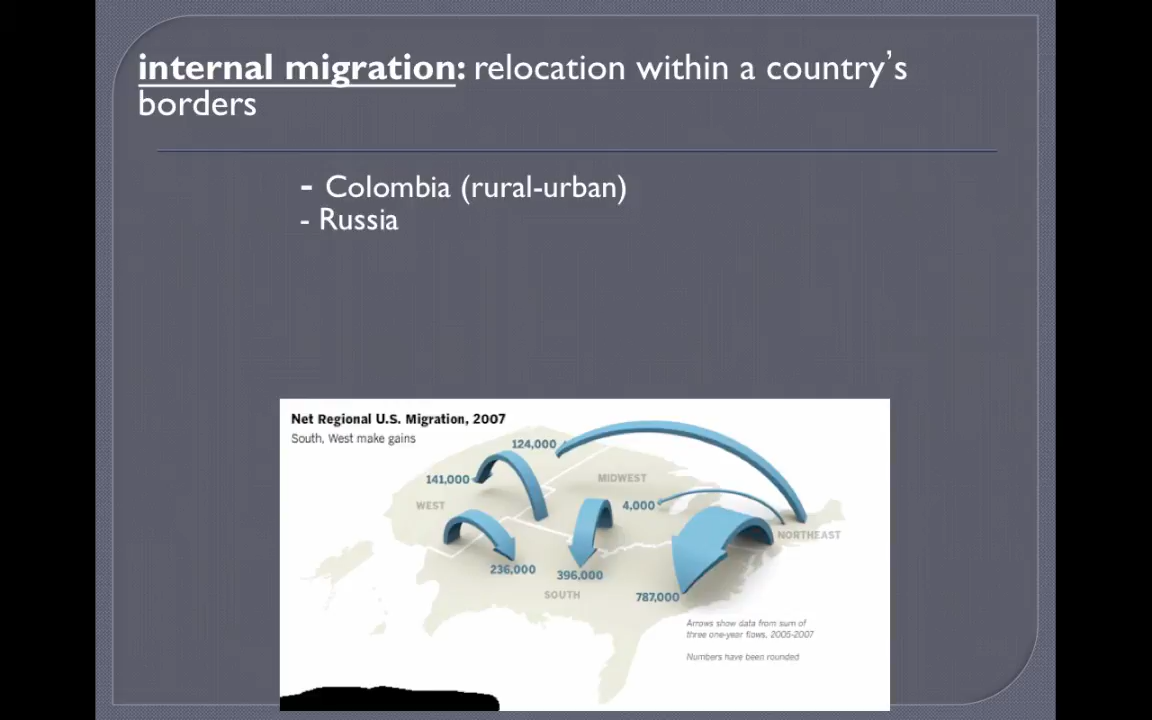 internal migration: relocation within a country's
borders
- Colombia (rural-urban)
- Russia
Net Regional U.S. Migration, 2007
South, West make gains
124,000
141,000
MIDWEST
WEST
4,000
NORTHEAST
236,000
396,000
SOUTH
787,000
Arrows show data from sum of
three one-year flows, 2005-2007
Numbers have been rounded